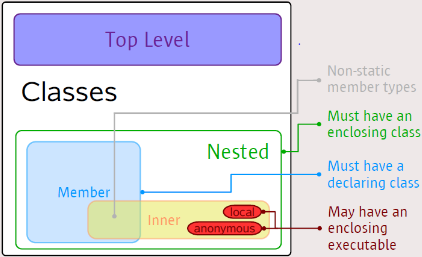 Top Level
Classes
Non-static
member types
Must have an
enclosing class
Nested
Must have a
declaring class
Member
Inner
local
anonymous
May have an
enclosing
executable